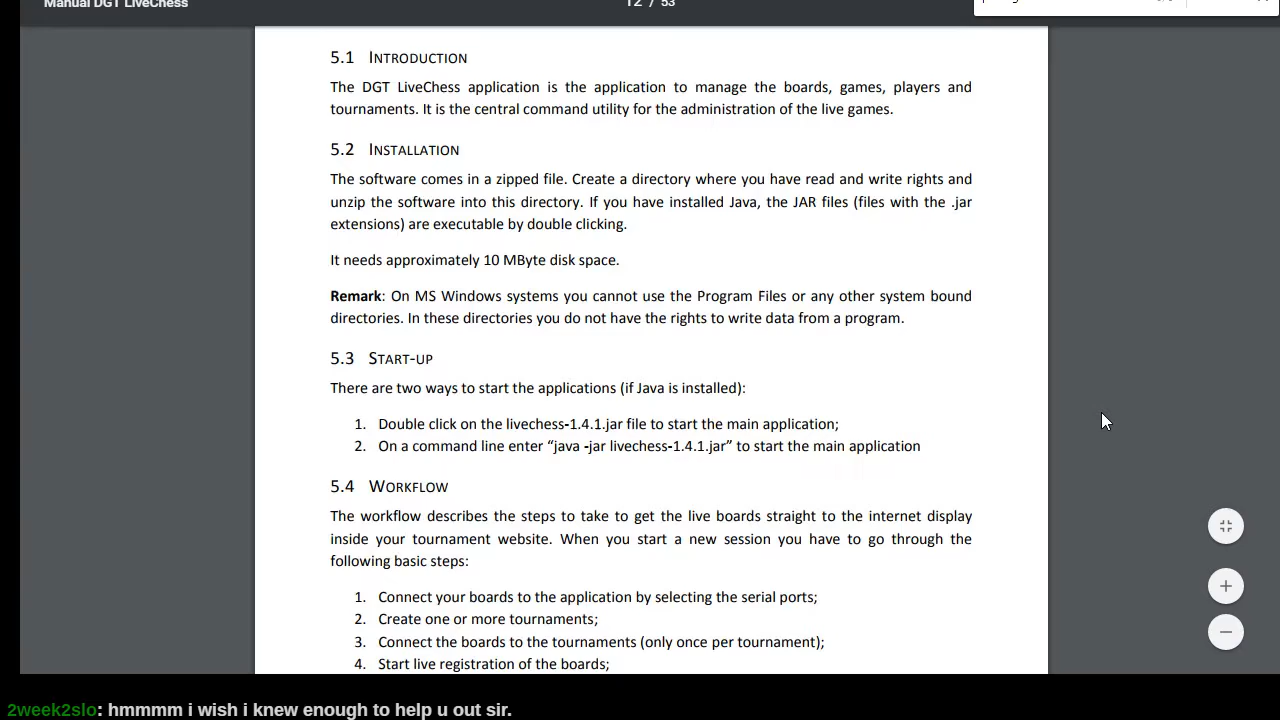 Manual DGT LiveChess
12 / 53
5.1 INTRODUCTION
The DGT LiveChess application is the application to manage the boards, games, players and
tournaments. It is the central command utility for the administration of the live games.
5.2 INSTALLATION
The software comes in a zipped file. Create a directory where you have read and write rights and
unzip the software into this directory. If you have installed Java, the JAR files (files with the .jar
extensions) are executable by double clicking.
It needs approximately 10 MByte disk space.
Remark: On MS Windows systems you cannot use the Program Files or any other system bound
directories. In these directories you do not have the rights to write data from a program.
5.3 START-UP
There are two ways to start the applications (if Java is installed):
1. Double click on the livechess-1.4.1.jar file to start the main application;
2. On a command line enter “java -jar livechess-1.4.1.jar” to start the main application
5.4 WORKFLOW
The workflow describes the steps to take to get the live boards straight to the internet display
inside your tournament website. When you start a new session you have to go through the
following basic steps:
1. Connect your boards to the application by selecting the serial ports;
2. Create one or more tournaments;
3. Connect the boards to the tournaments (only once per tournament);
4. Start live registration of the boards;
2week2slo: hmmmm i wish i knew enough to help u out sir.